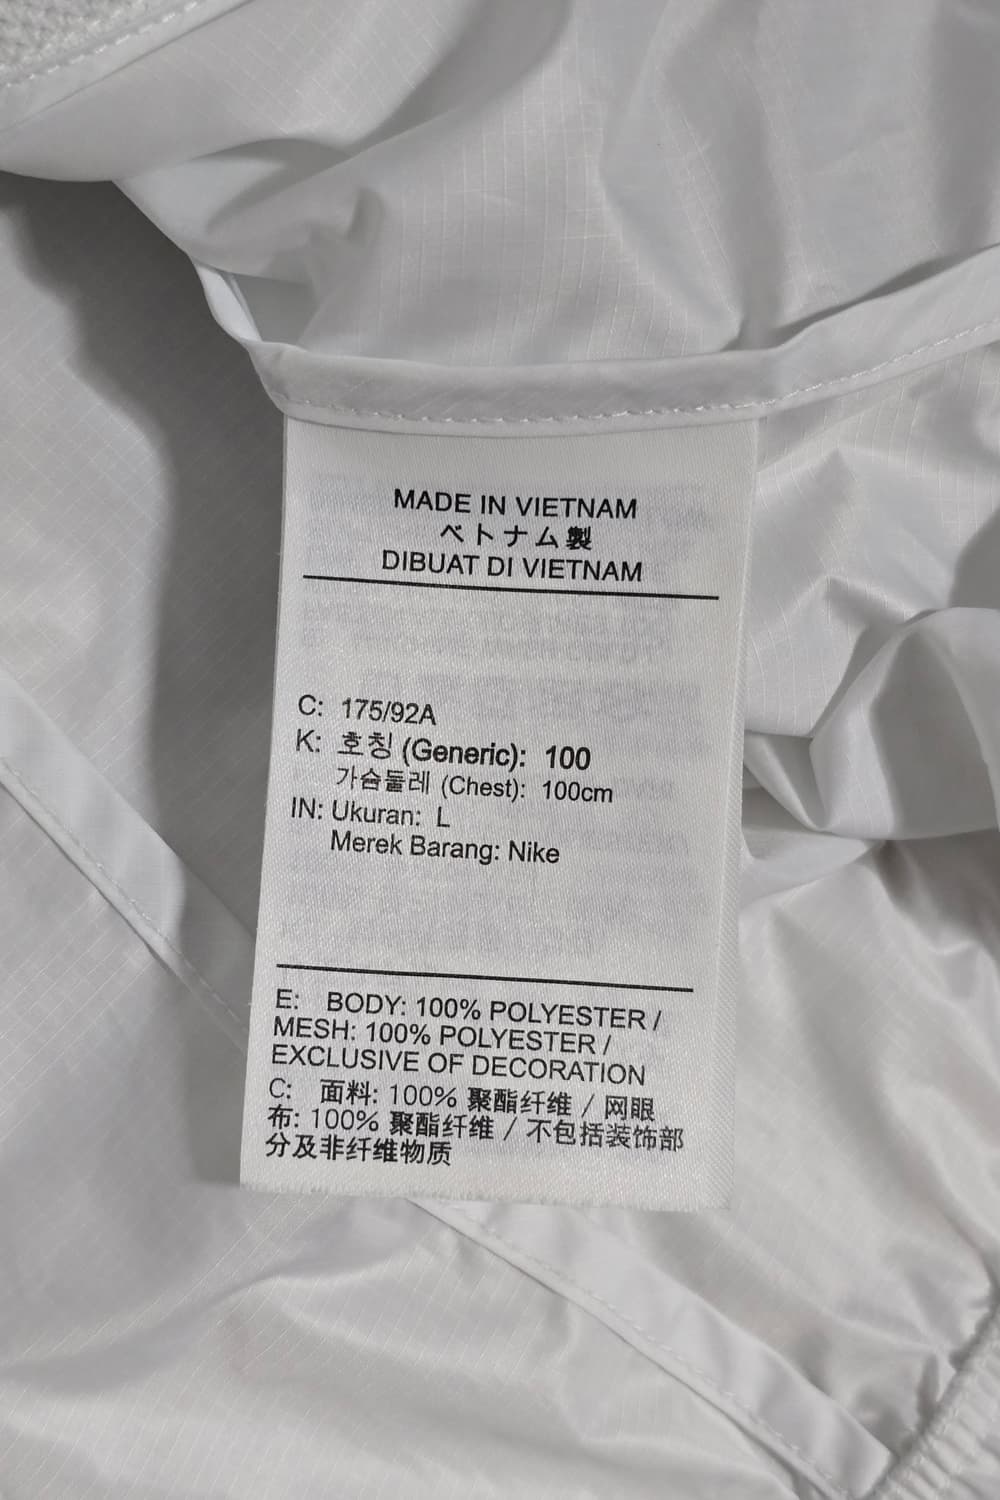 MADE IN VIETNAM
ベトナム製
DIBUAT DI VIETNAM
C: 175/92A
K: 호칭 (Generic): 100
가슴둘레 (Chest): 100cm
IN: Ukuran: L
Merek Barang: Nike
E: BODY: 100% POLYESTER /
MESH: 100% POLYESTER /
EXCLUSIVE OF DECORATION
C: 面料: 100% 聚酯纤维 / 网眼
布: 100% 聚酯纤维 / 不包括装饰部
分及非纤维物质